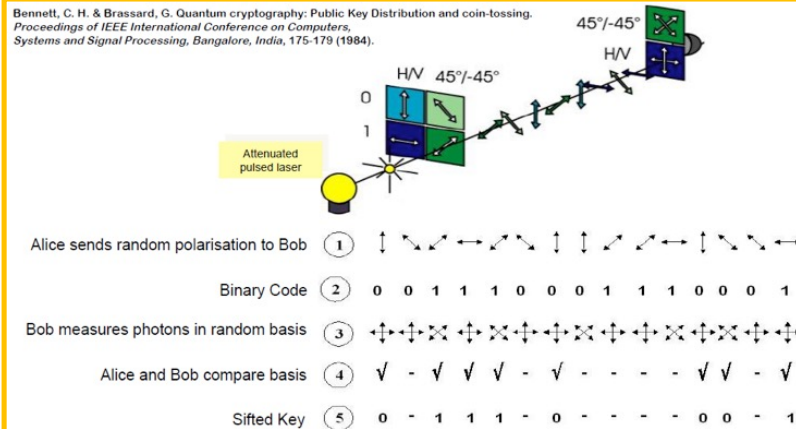 Bennett, C. H. & Brassard, G. Quantum cryptography: Public Key Distribution and coin-tossing.
Proceedings of IEEE International Conference on Computers,
Systems and Signal Processing, Bangalore, India, 175-179 (1984).
45°/-45°
H/V
H/V 45°/-45°
0
1
Attenuated
pulsed laser
Alice sends random polarisation to Bob 1
Binary Code 2 0 0 1 1 1 0 0 0 1 1 1 0 0 0 1
Bob measures photons in random basis 3
Alice and Bob compare basis 4 √ - √ √ √ - √ - - - - √ √ - √
Sifted Key 5 0 - 1 1 1 - 0 - - - - 0 0 - 1